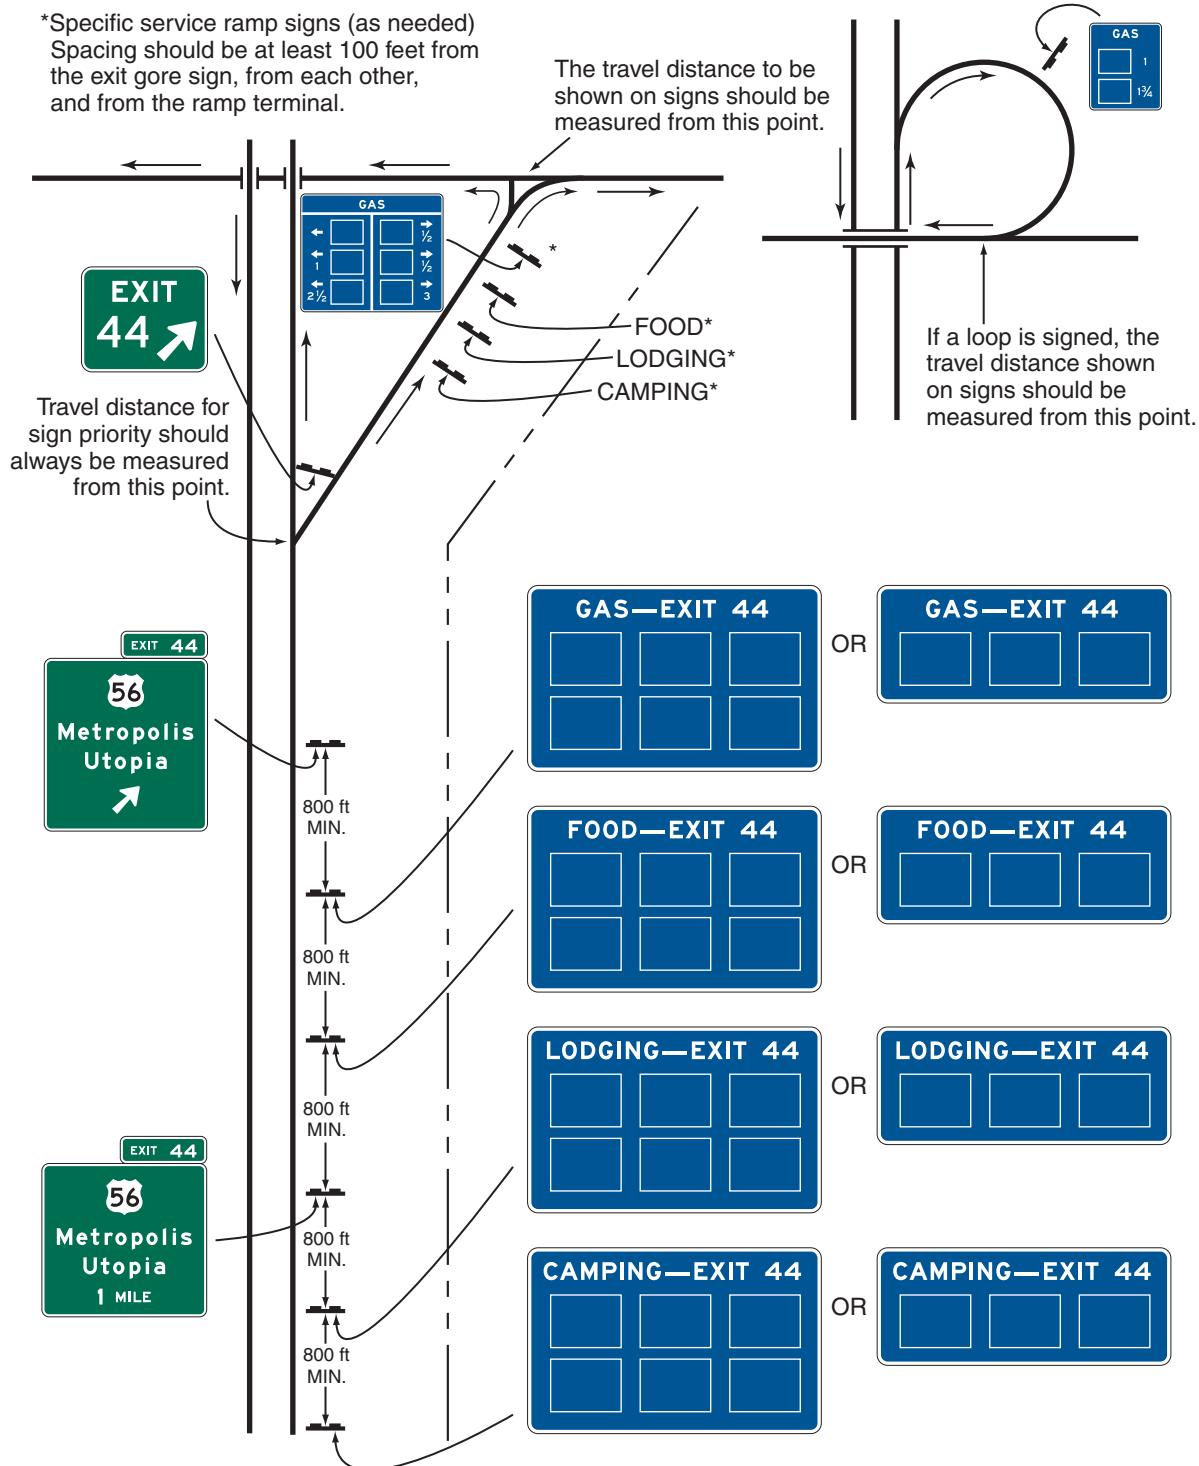 *Specific service ramp signs (as needed)
Spacing should be at least 100 feet from
the exit gore sign, from each other,
and from the ramp terminal.
The travel distance to be
shown on signs should be
measured from this point.
GAS
1
1¾
GAS
½
1
½
2½
3
*
EXIT
44
FOOD*
LODGING*
CAMPING*
If a loop is signed, the
travel distance shown
on signs should be
measured from this point.
Travel distance for
sign priority should
always be measured
from this point.
EXIT 44
56
Metropolis
Utopia
800 ft
MIN.
GAS—EXIT 44
OR
GAS—EXIT 44
FOOD—EXIT 44
OR
FOOD—EXIT 44
800 ft
MIN.
LODGING—EXIT 44
OR
LODGING—EXIT 44
800 ft
MIN.
EXIT 44
56
Metropolis
Utopia
1 MILE
800 ft
MIN.
CAMPING—EXIT 44
OR
CAMPING—EXIT 44
800 ft
MIN.